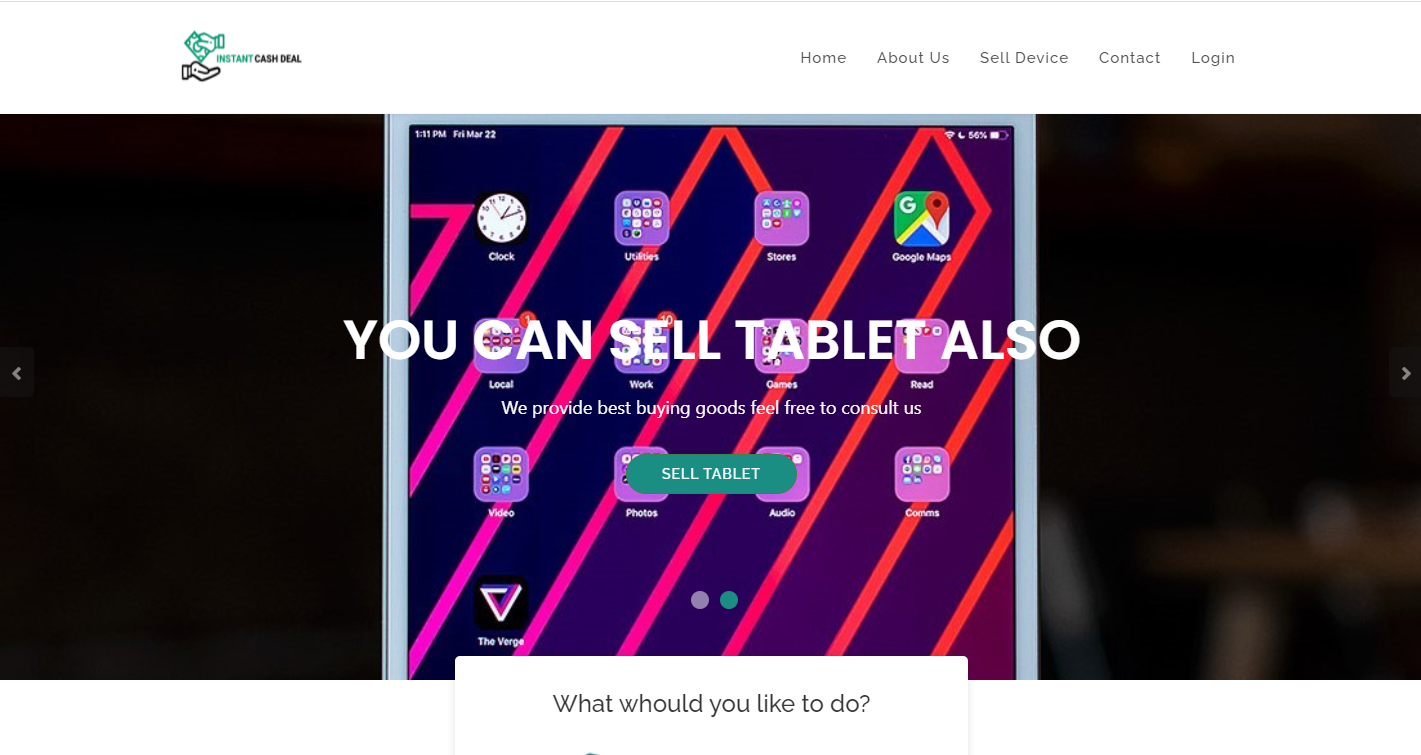 INSTANT CASH DEAL
Home About Us Sell Device Contact Login
1:11 PM Fri Mar 22 56%
Clock Utilities Stores Google Maps
1 10
YOU CAN SELL TABLET ALSO
Local Work Games Read
We provide best buying goods feel free to consult us
SELL TABLET
Video Photos Audio Comms
The Verge
What whould you like to do?